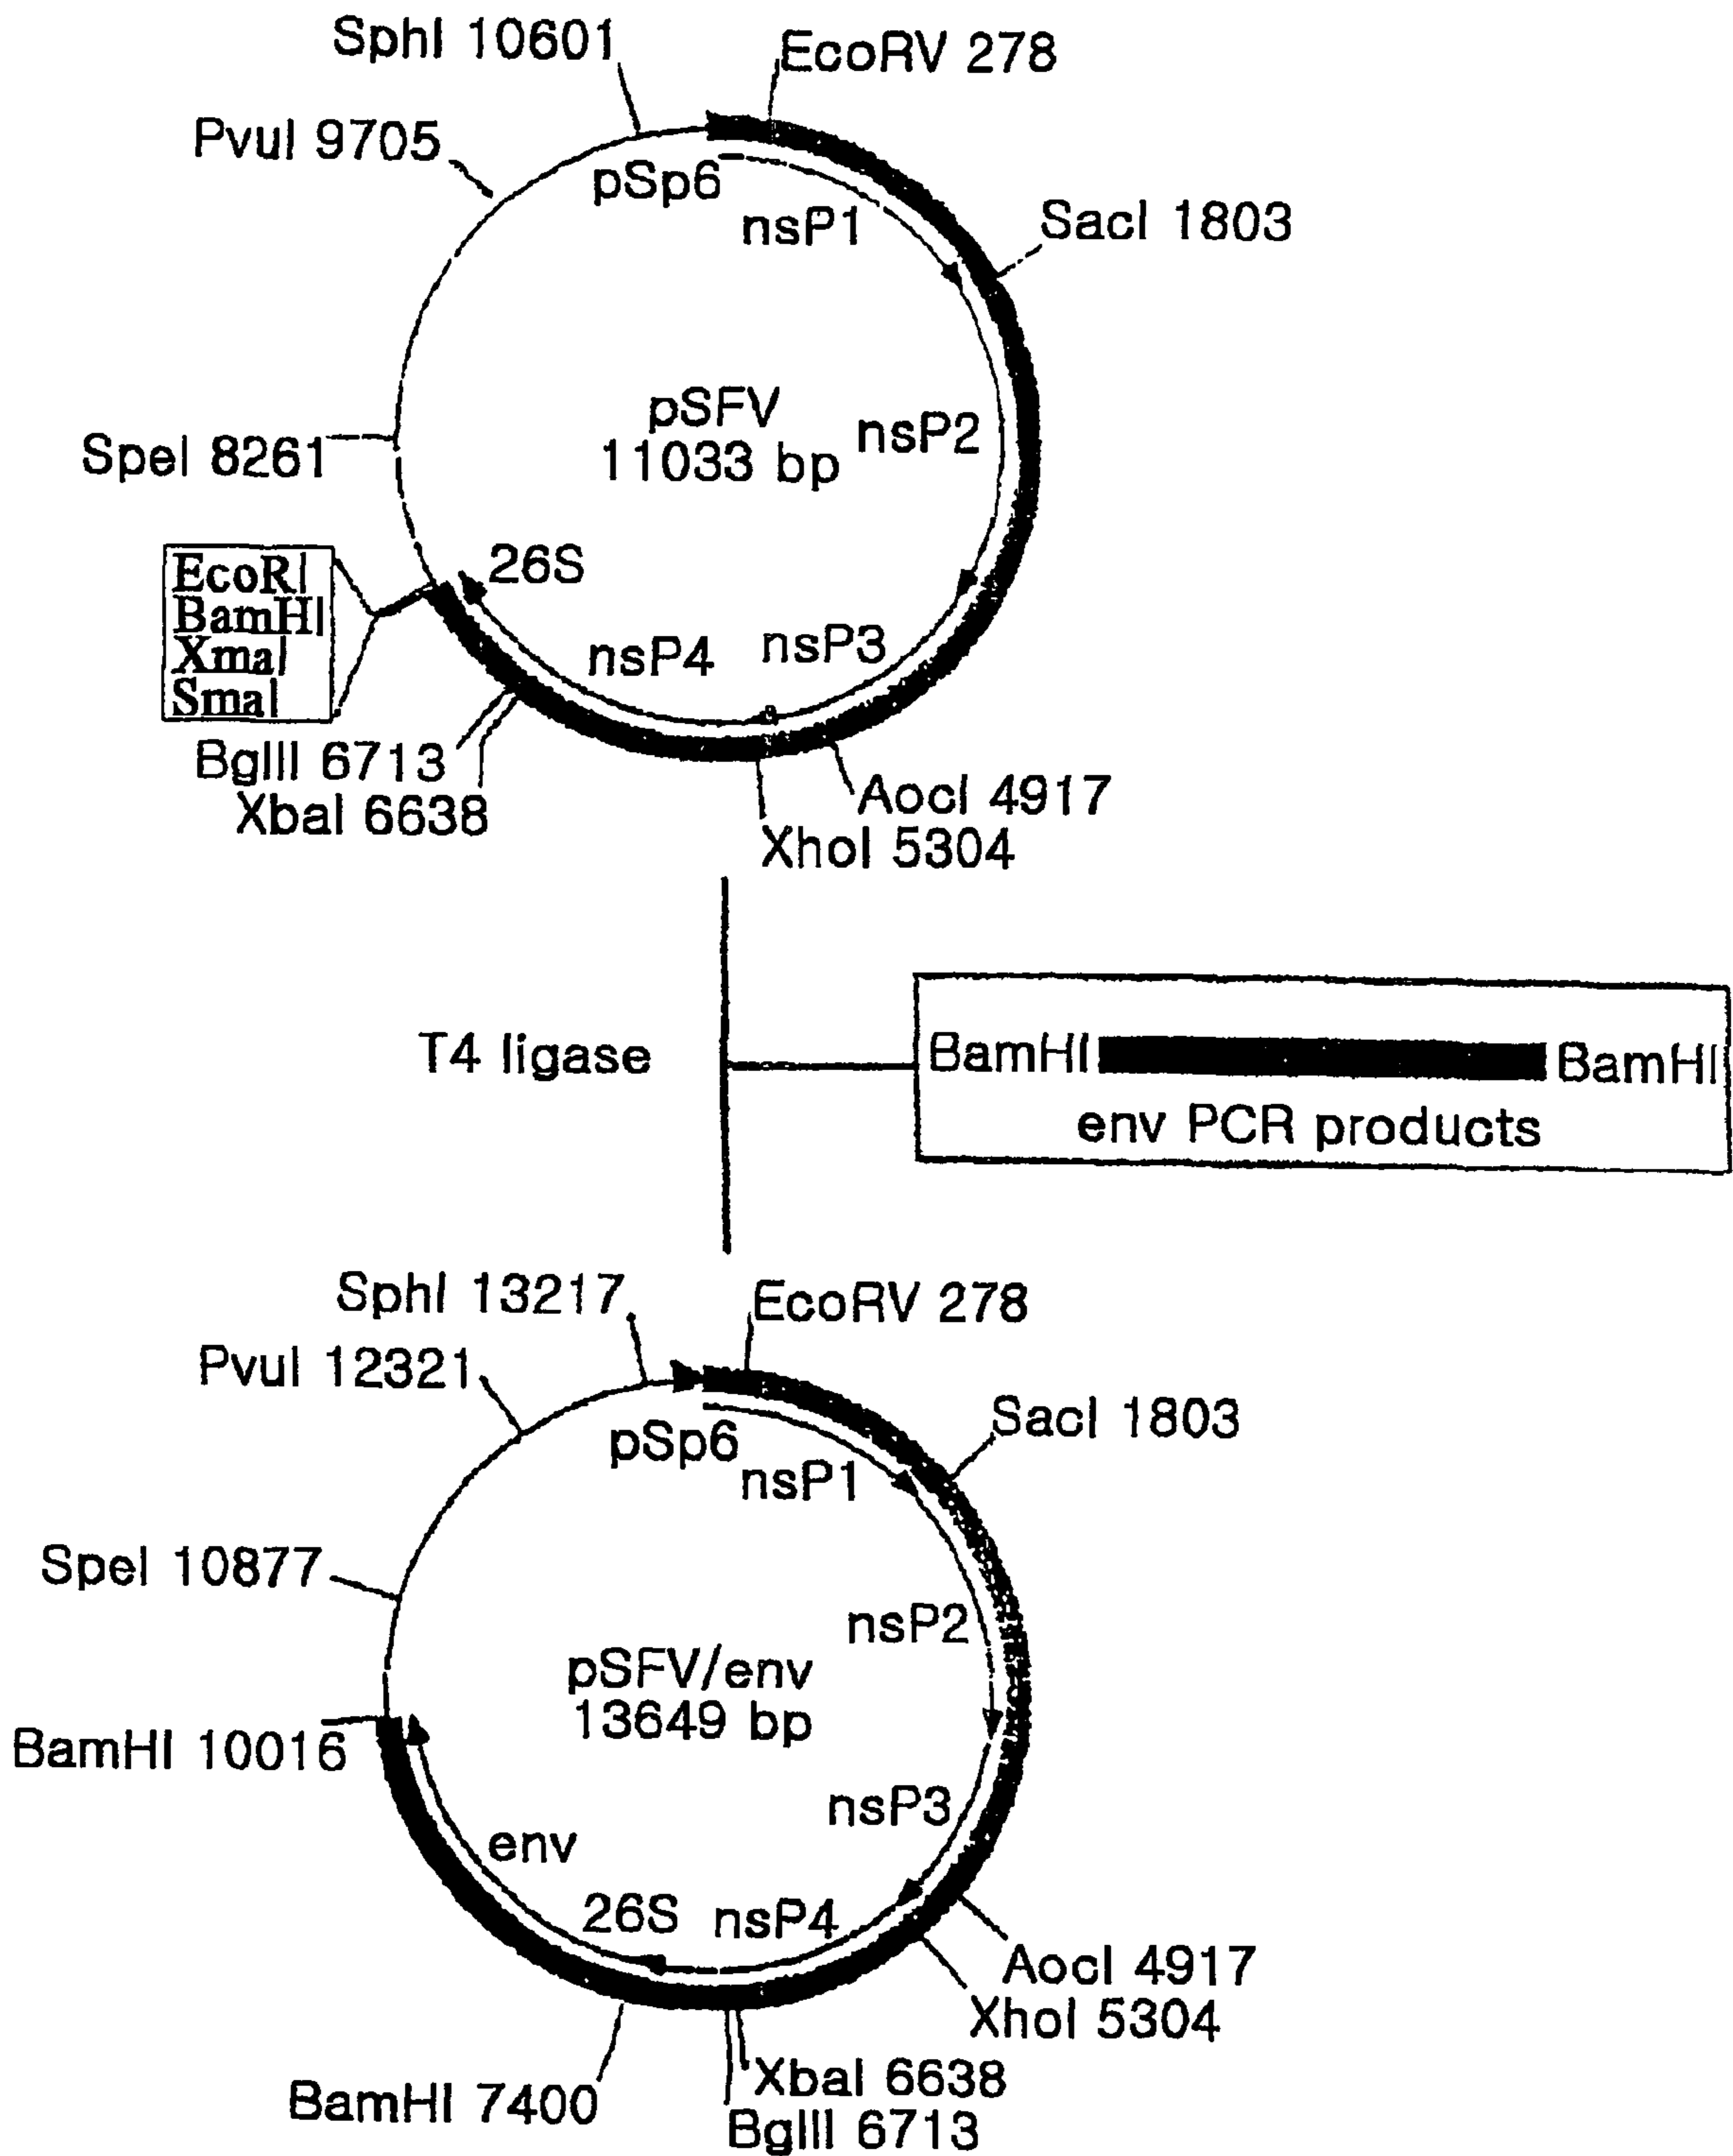 SphI 10601
EcoRV 278
PvuI 9705
pSp6
nsP1
SacI 1803
pSFV
11033 bp
nsP2
SpeI 8261
EcoRI
BamHI
XmaI
SmaI
26S
nsP4
nsP3
BglII 6713
XbaI 6638
AocI 4917
XhoI 5304
T4 ligase
BamHI
BamHI
env PCR products
SphI 13217
EcoRV 278
PvuI 12321
SacI 1803
pSp6
nsP1
SpeI 10877
nsP2
pSFV/env
13649 bp
BamHI 10016
nsP3
env
26S
nsP4
AocI 4917
XhoI 5304
XbaI 6638
BamHI 7400
BglII 6713